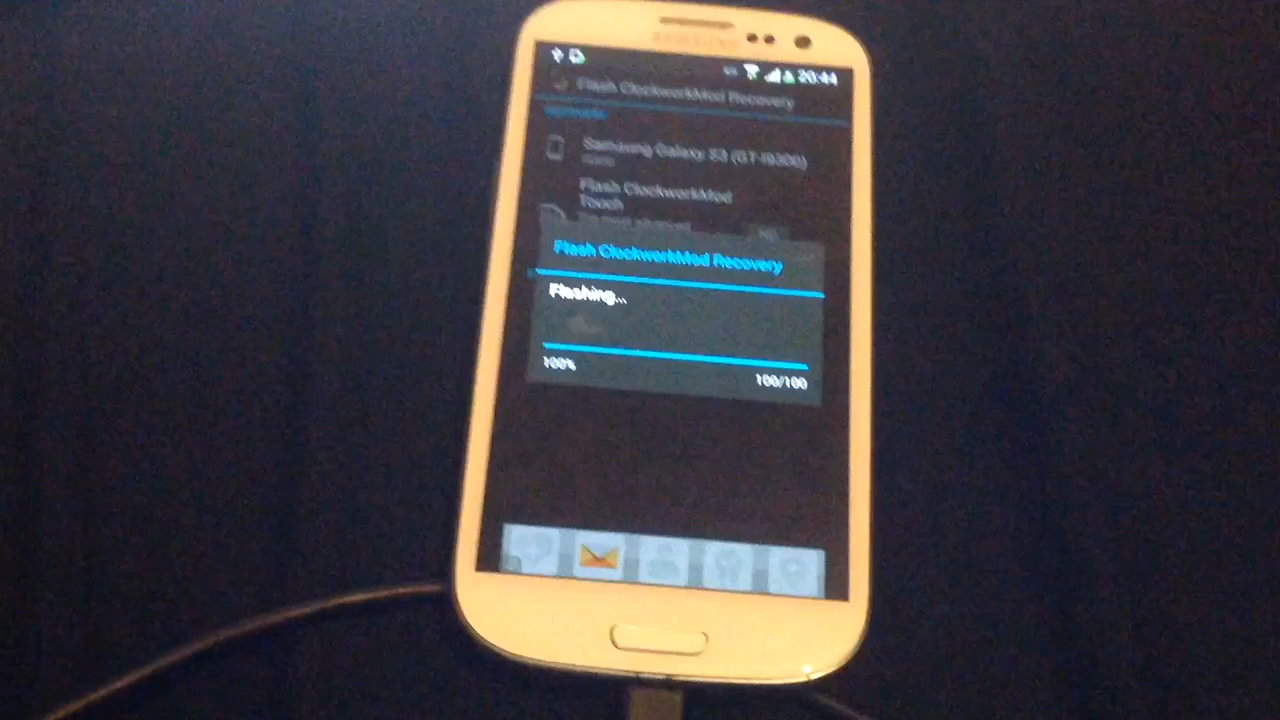 SAMSUNG
20:44
Flash ClockworkMod Recovery
Samsung Galaxy S3 (GT-I9300)
Flash ClockworkMod
Touch
Flash ClockworkMod Recovery
Flashing...
100%
100/100